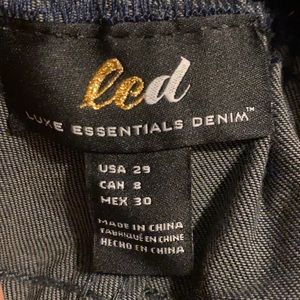 led
LUXE ESSENTIALS DENIM™
USA 29
CAN 8
MEX 30
MADE IN CHINA
FABRIQUÉ EN CHINE
HECHO EN CHINA